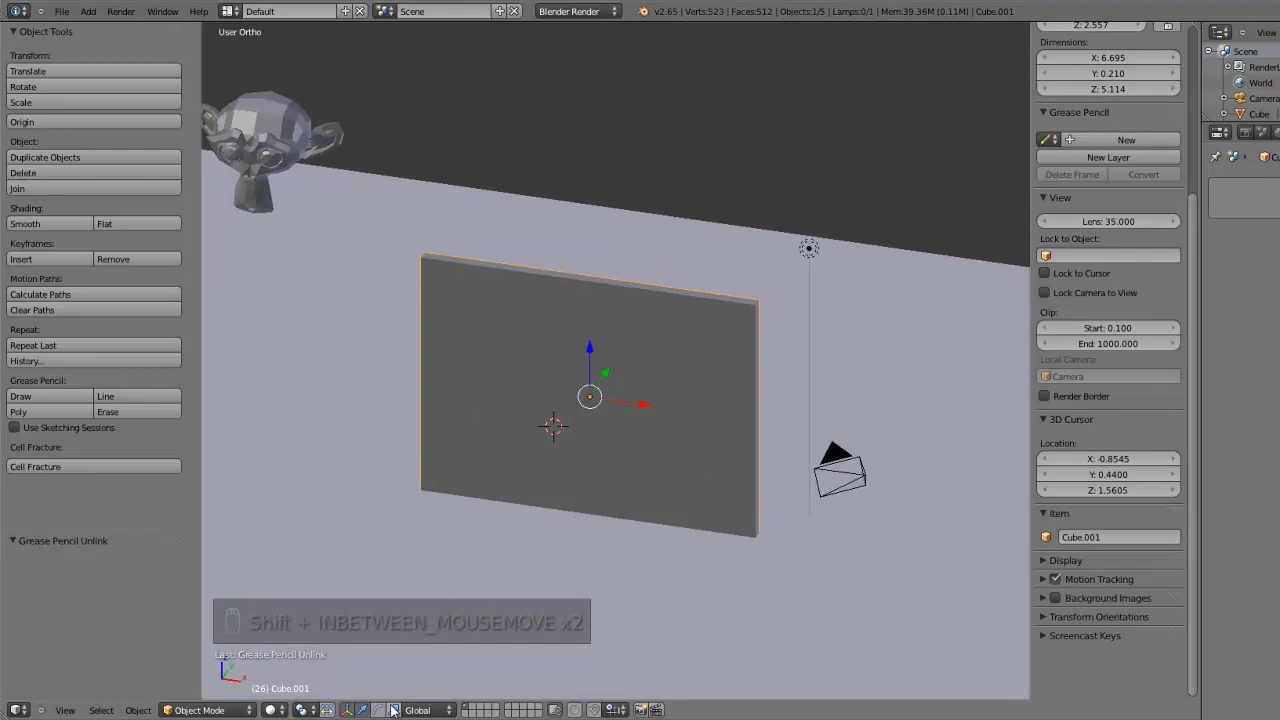 File Add Render Window Help Default Scene Blender Render v2.65 | Verts:523 | Faces:512 | Objects:1/5 | Lamps:0/1 | Mem:39.36M (0.11M) | Cube.001
Object Tools
Transform:
Translate
Rotate
Scale
Origin
Object:
Duplicate Objects
Delete
Join
Shading:
Smooth Flat
Keyframes:
Insert Remove
Motion Paths:
Calculate Paths
Clear Paths
Repeat:
Repeat Last
History...
Grease Pencil:
Draw Line
Poly Erase
Use Sketching Sessions
Cell Fracture:
Cell Fracture
Grease Pencil Unlink
User Ortho
Shift + INBETWEEN_MOUSEMOVE x2
Last: Grease Pencil Unlink
z
y
x
(26) Cube.001
View Select Object Object Mode Global
Z: 2.557
Dimensions:
X: 6.695
Y: 0.210
Z: 5.114
Grease Pencil
New
New Layer
Delete Frame Convert
View
Lens: 35.000
Lock to Object:
Lock to Cursor
Lock Camera to View
Clip:
Start: 0.100
End: 1000.000
Local Camera:
Camera
Render Border
3D Cursor
Location:
X: -0.8545
Y: 0.4400
Z: 1.5605
Item
Cube.001
Display
Motion Tracking
Background Images
Transform Orientations
Screencast Keys
View
Scene
RenderL
World
Camera
Cube